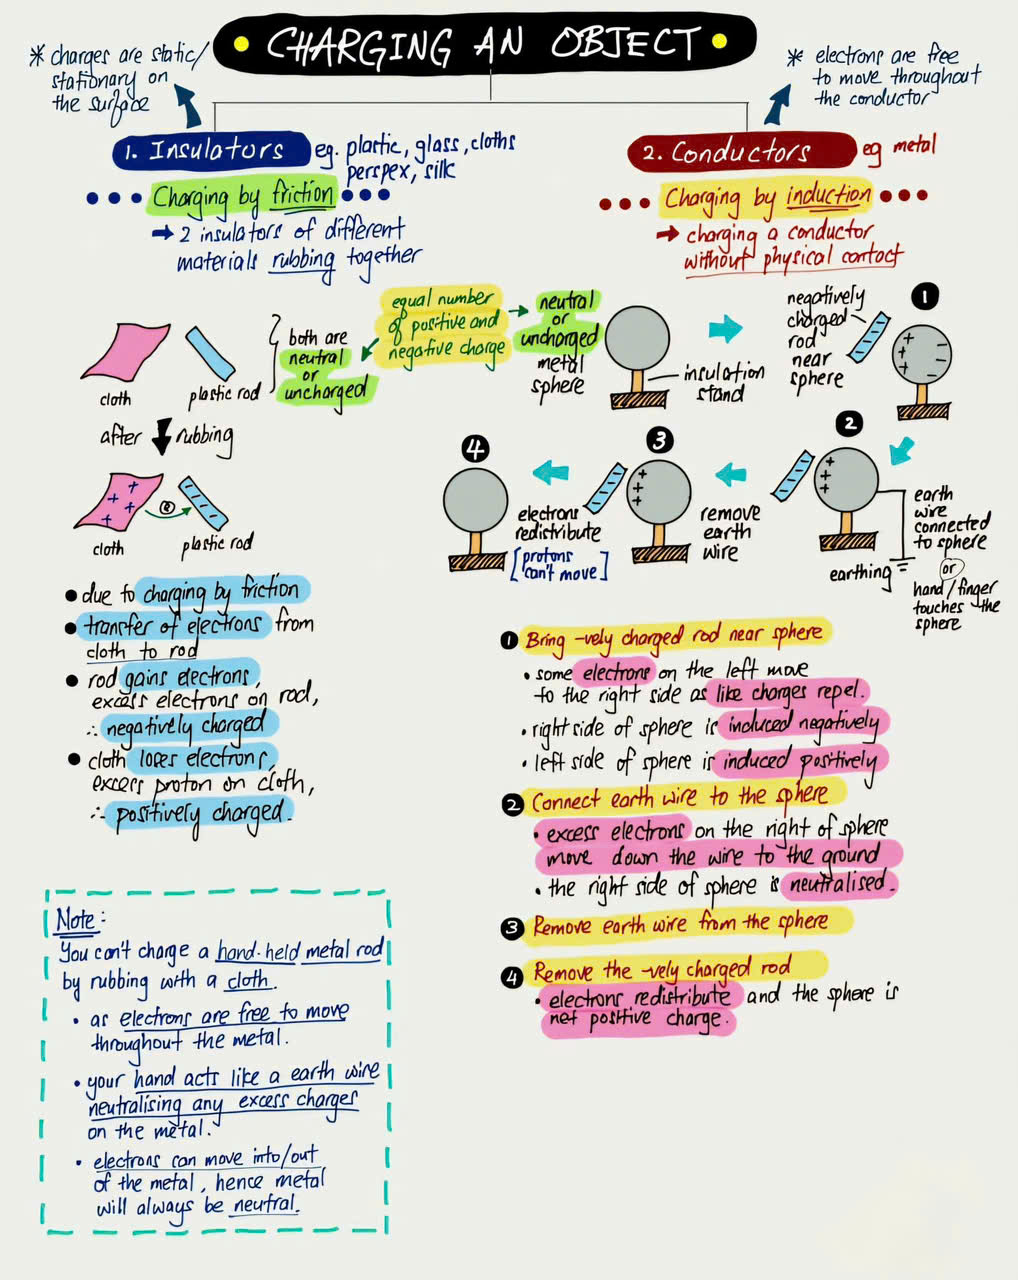 CHARGING AN OBJECT
* charges are static/
stationary on
the surface
* electrons are free
to move throughout
the conductor
1. Insulators
eg. plastic, glass, cloths
perspex, silk
Charging by friction
→ 2 insulators of different
materials rubbing together
2. Conductors
eg metal
Charging by induction
→ charging a conductor
without physical contact
cloth
plastic rod
both are
neutral
or
uncharged
equal number
of positive and
negative charge
neutral
or
uncharged
metal
sphere
insulation
stand
negatively
charged
rod
near
sphere
1
- - -
+ + +
after rubbing
+ + + + +
e
- - -
cloth
plastic rod
2
+ + +
earth
wire
connected
to sphere
or
hand/finger
touches the
sphere
earthing
remove
earth
wire
3
+ + +
electrons
redistribute
[protons
can't move]
4
• due to charging by friction
• transfer of electrons from
cloth to rod
• rod gains electrons,
excess electrons on rod,
∴ negatively charged
• cloth loses electrons,
excess proton on cloth,
∴ positively charged.
1 Bring -vely charged rod near sphere
• some electrons on the left move
to the right side as like charges repel.
• right side of sphere is induced negatively
• left side of sphere is induced positively
2 Connect earth wire to the sphere
• excess electrons on the right of sphere
move down the wire to the ground
• the right side of sphere is neutralised.
3 Remove earth wire from the sphere
4 Remove the -vely charged rod
• electrons redistribute and the sphere is
net positive charge.
Note:
You can't charge a hand-held metal rod
by rubbing with a cloth.
• as electrons are free to move
throughout the metal.
• your hand acts like a earth wire
neutralising any excess charges
on the metal.
• electrons can move into/out
of the metal, hence metal
will always be neutral.